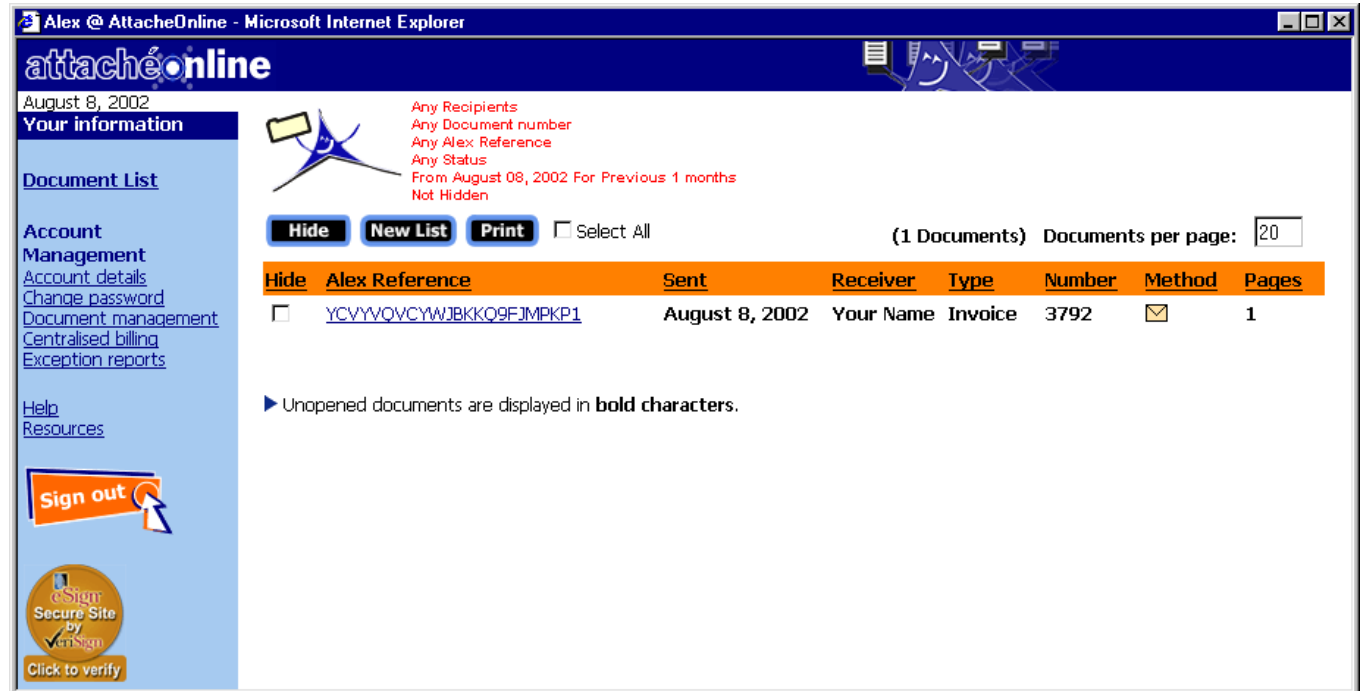 Alex @ AttacheOnline - Microsoft Internet Explorer
attachéonline
August 8, 2002
Your information
Document List
Account
Management
Account details
Change password
Document management
Centralised billing
Exception reports
Help
Resources
Sign out
eSign
Secure Site
by
VeriSign
Click to verify
Any Recipients
Any Document number
Any Alex Reference
Any Status
From August 08, 2002 For Previous 1 months
Not Hidden
Hide New List Print Select All (1 Documents) Documents per page: 20
Hide Alex Reference Sent Receiver Type Number Method Pages
YCVYVQVCYWJBKKQ9FJMPKP1 August 8, 2002 Your Name Invoice 3792 1
Unopened documents are displayed in bold characters.